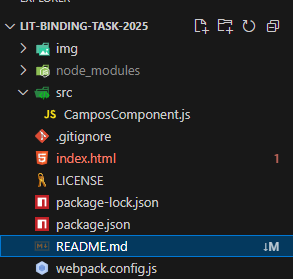 LIT-BINDING-TASK-2025
img
node_modules
src
JS CamposComponent.js
.gitignore
index.html 1
LICENSE
package-lock.json
package.json
README.md ↓M
webpack.config.js